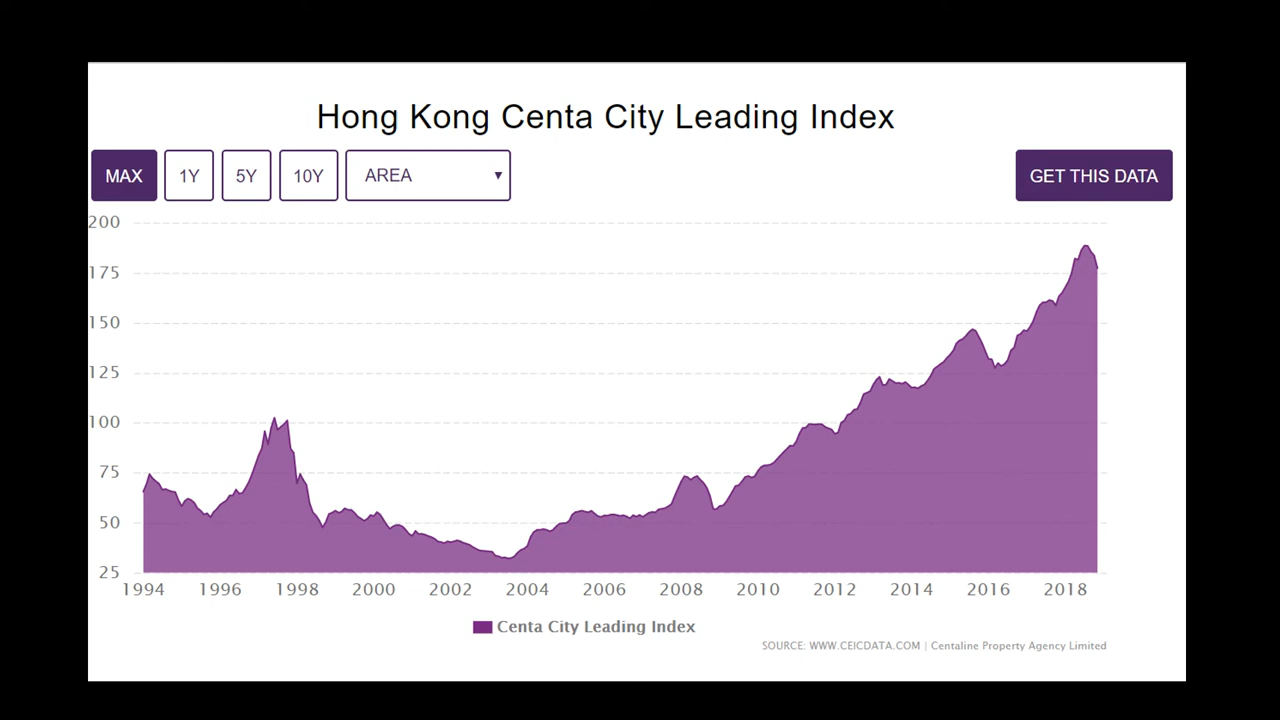 Hong Kong Centa City Leading Index
MAX 1Y 5Y 10Y AREA GET THIS DATA
200
175
150
125
100
75
50
25
1994 1996 1998 2000 2002 2004 2006 2008 2010 2012 2014 2016 2018
Centa City Leading Index
SOURCE: WWW.CEICDATA.COM | Centaline Property Agency Limited